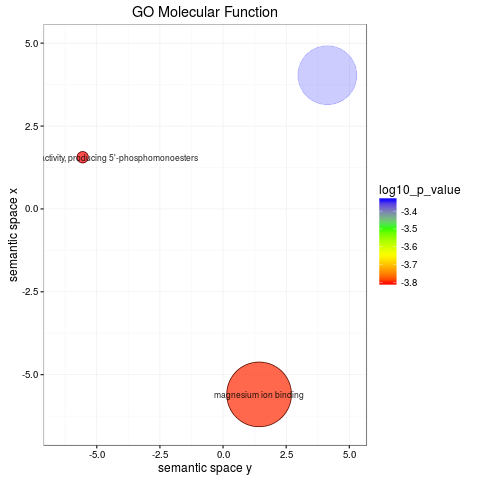 GO Molecular Function
5.0
2.5
0.0
-2.5
-5.0
semantic space x
producing 5'-phosphomonoesters
magnesium ion binding
-5.0 -2.5 0.0 2.5 5.0
semantic space y
log10_p_value
-3.4
-3.5
-3.6
-3.7
-3.8